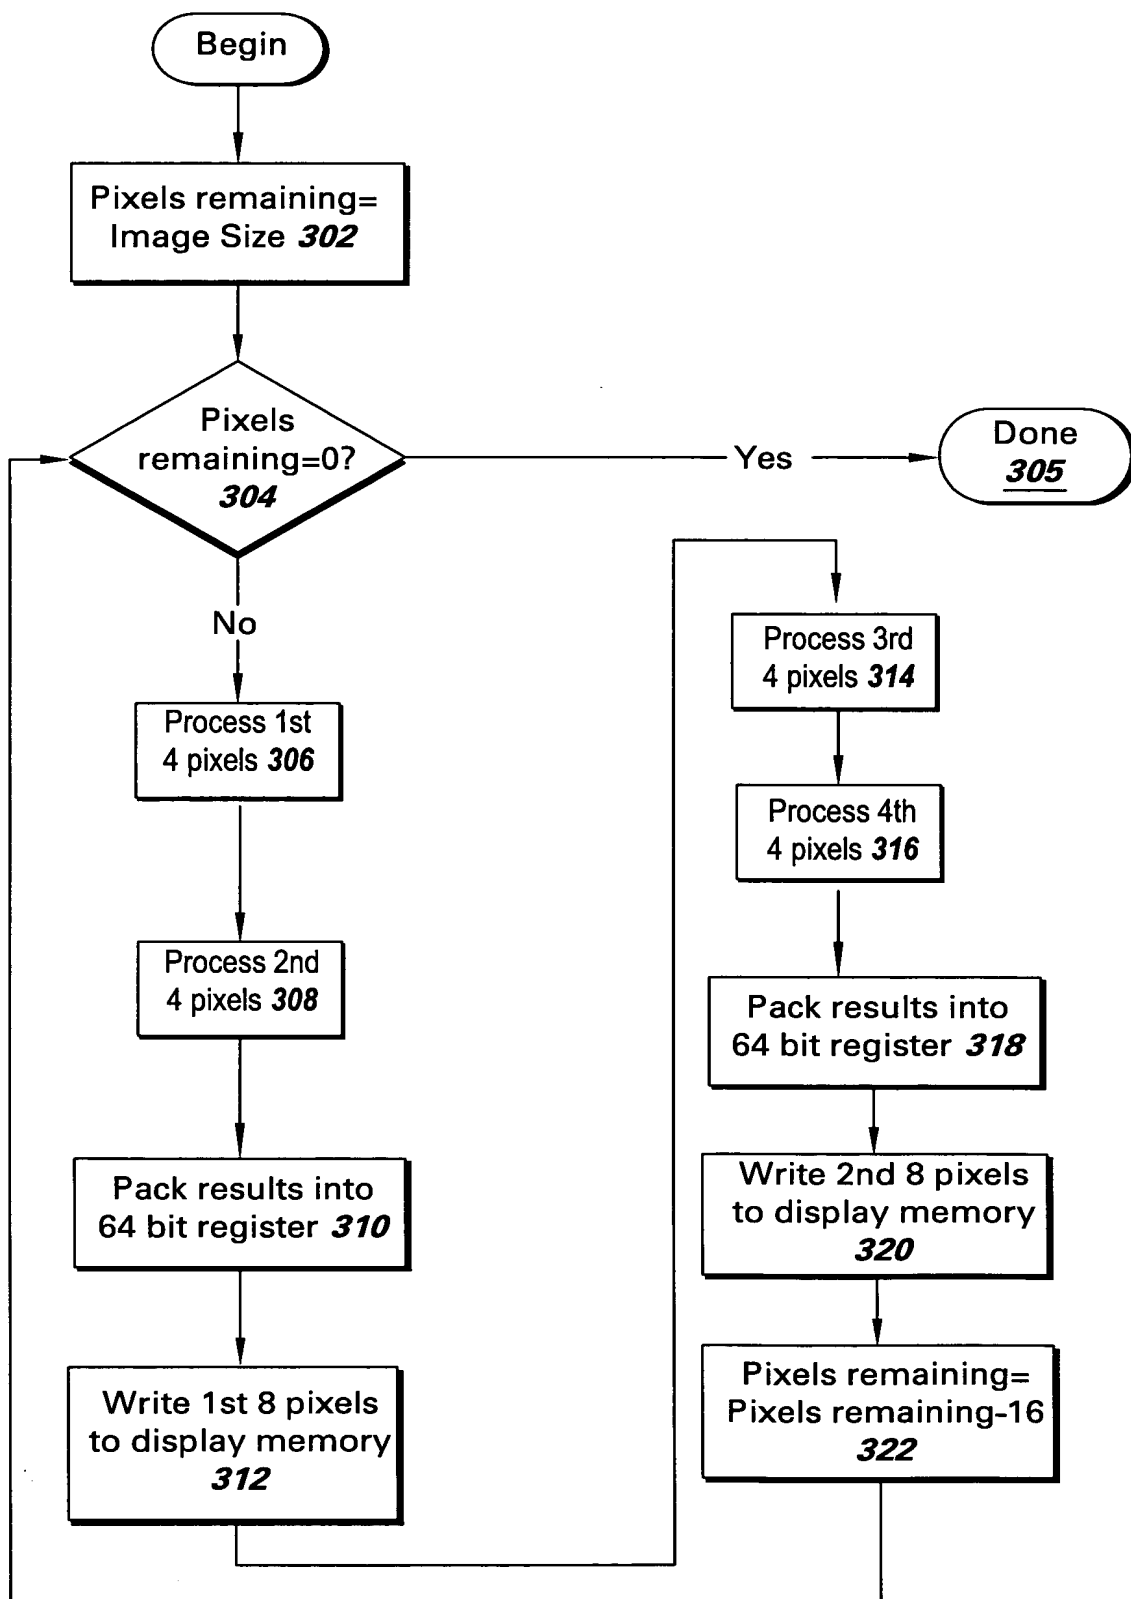 Begin
Pixels remaining=
Image Size 302
Pixels
remaining=0?
304
Yes
Done
305
No
Process 1st
4 pixels 306
Process 2nd
4 pixels 308
Pack results into
64 bit register 310
Write 1st 8 pixels
to display memory
312
Process 3rd
4 pixels 314
Process 4th
4 pixels 316
Pack results into
64 bit register 318
Write 2nd 8 pixels
to display memory
320
Pixels remaining=
Pixels remaining-16
322